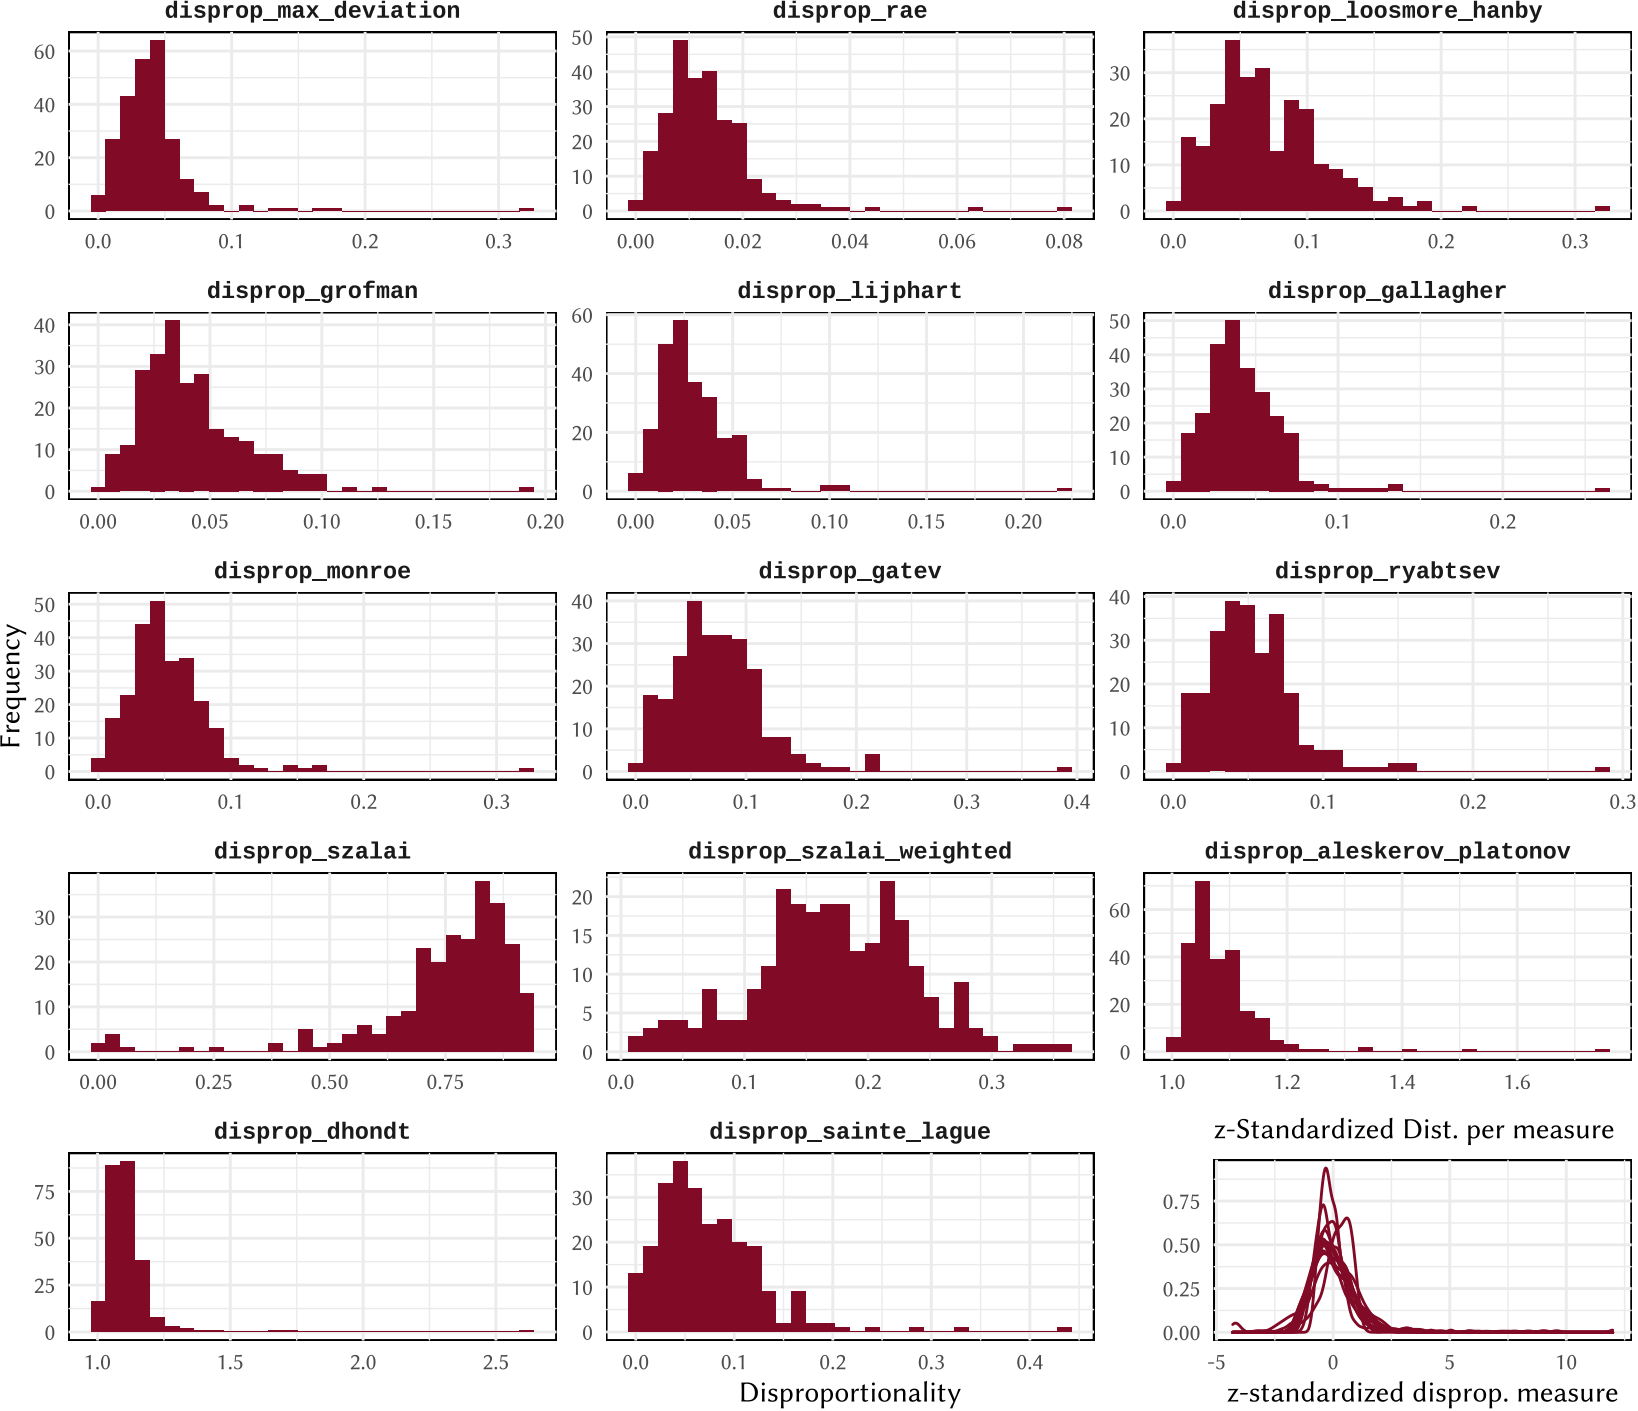 disprop_max_deviation
60
40
20
0
0.0 0.1 0.2 0.3
disprop_rae
50
40
30
20
10
0
0.00 0.02 0.04 0.06 0.08
disprop_loosmore_hanby
30
20
10
0
0.0 0.1 0.2 0.3
disprop_grofman
40
30
20
10
0
0.00 0.05 0.10 0.15 0.20
disprop_lijphart
60
40
20
0
0.00 0.05 0.10 0.15 0.20
disprop_gallagher
50
40
30
20
10
0
0.0 0.1 0.2
Frequency
disprop_monroe
50
40
30
20
10
0
0.0 0.1 0.2 0.3
disprop_gatev
40
30
20
10
0
0.0 0.1 0.2 0.3 0.4
disprop_ryabtsev
40
30
20
10
0
0.0 0.1 0.2 0.3
disprop_szalai
30
20
10
0
0.00 0.25 0.50 0.75
disprop_szalai_weighted
20
15
10
5
0
0.0 0.1 0.2 0.3
disprop_aleskerov_platonov
60
40
20
0
1.0 1.2 1.4 1.6
disprop_dhondt
75
50
25
0
1.0 1.5 2.0 2.5
disprop_sainte_lague
30
20
10
0
0.0 0.1 0.2 0.3 0.4
Disproportionality
z-Standardized Dist. per measure
0.75
0.50
0.25
0.00
-5 0 5 10
z-standardized disprop. measure